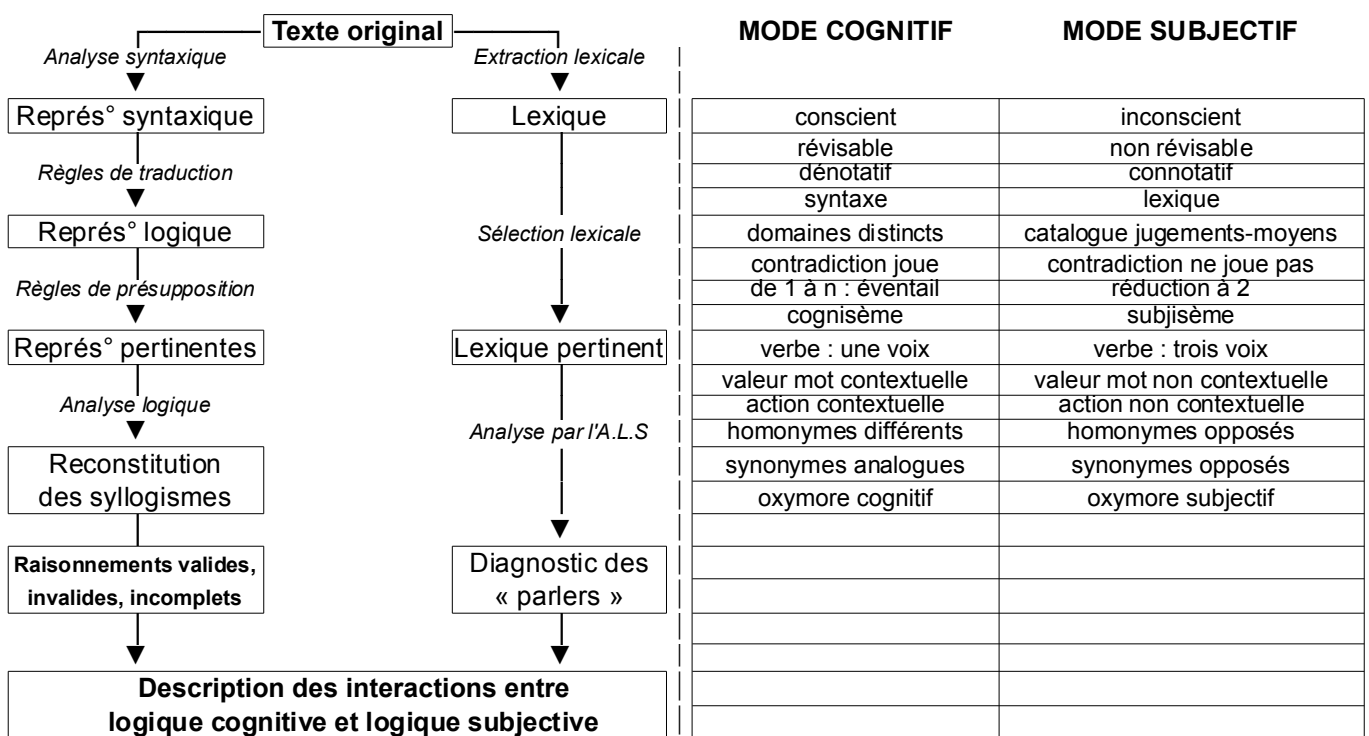 Texte original
Analyse syntaxique
Extraction lexicale
Représ° syntaxique
Lexique
Règles de traduction
Représ° logique
Sélection lexicale
Règles de présupposition
Représ° pertinentes
Lexique pertinent
Analyse logique
Analyse par l'A.L.S
Reconstitution
des syllogismes
Raisonnements valides,
invalides, incomplets
Diagnostic des
« parlers »
Description des interactions entre
logique cognitive et logique subjective
MODE COGNITIF MODE SUBJECTIF
conscient inconscient
révisable non révisable
dénotatif connotatif
syntaxe lexique
domaines distincts catalogue jugements-moyens
contradiction joue contradiction ne joue pas
de 1 à n : éventail réduction à 2
cognisème subjisème
verbe : une voix verbe : trois voix
valeur mot contextuelle valeur mot non contextuelle
action contextuelle action non contextuelle
homonymes différents homonymes opposés
synonymes analogues synonymes opposés
oxymore cognitif oxymore subjectif